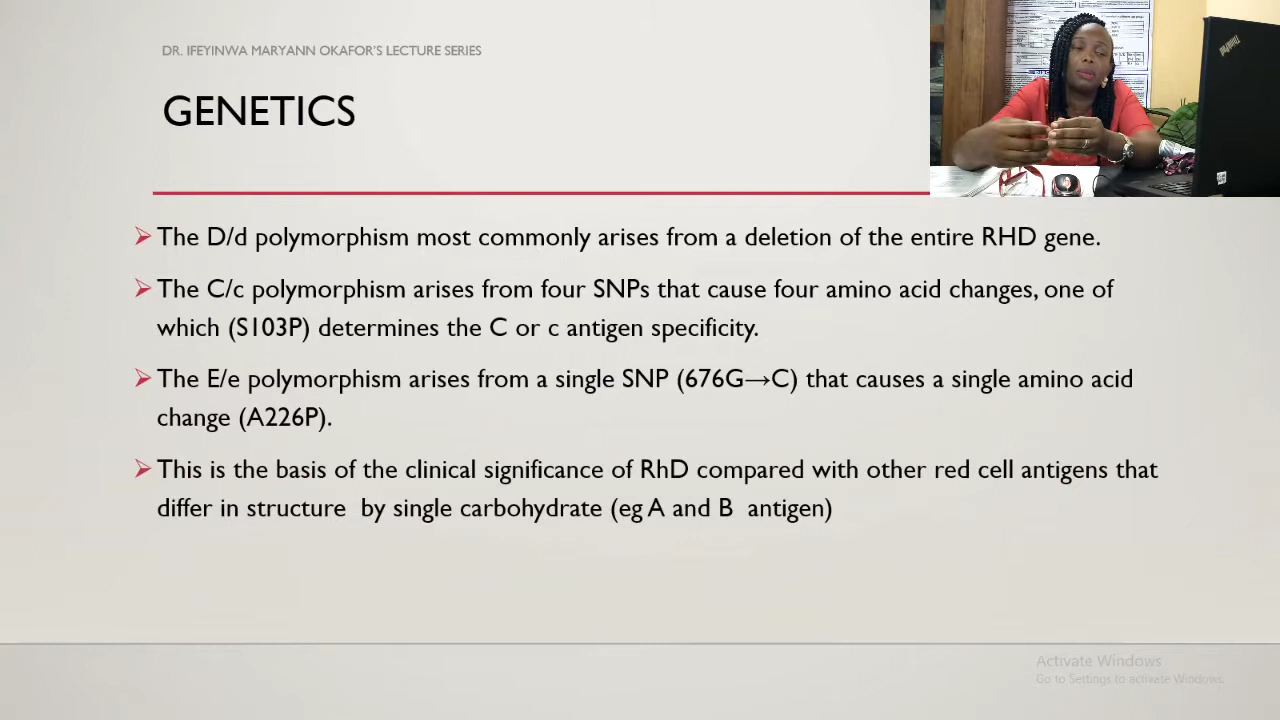 DR. IFEYINWA MARYANN OKAFOR'S LECTURE SERIES
GENETICS
The D/d polymorphism most commonly arises from a deletion of the entire RHD gene.
The C/c polymorphism arises from four SNPs that cause four amino acid changes, one of
which (S103P) determines the C or c antigen specificity.
The E/e polymorphism arises from a single SNP (676G→C) that causes a single amino acid
change (A226P).
This is the basis of the clinical significance of RhD compared with other red cell antigens that
differ in structure by single carbohydrate (eg A and B antigen)
Activate Windows
Go to Settings to activate Windows.